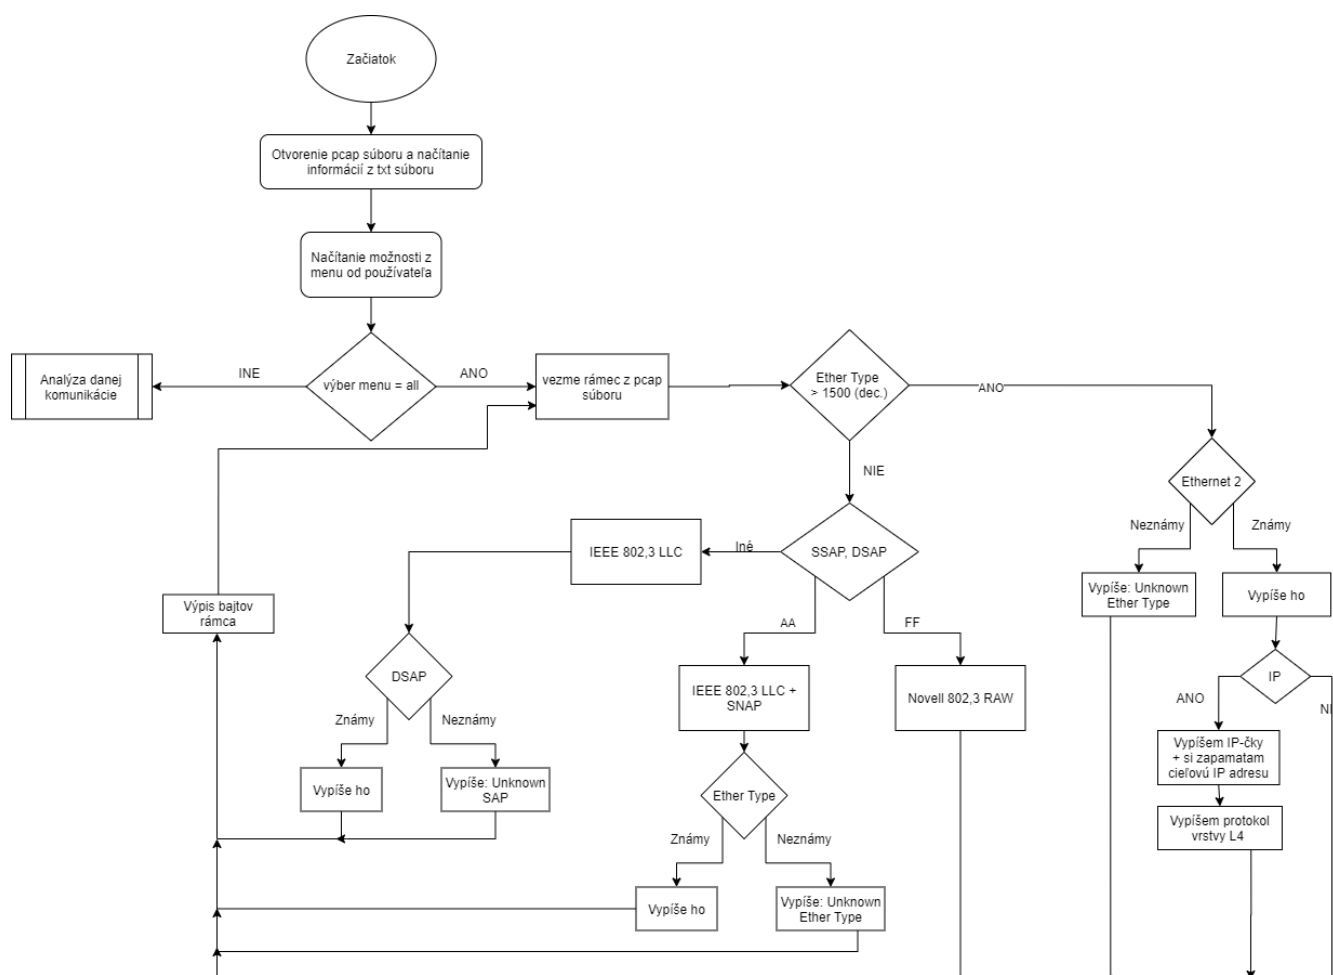 Začiatok
Otvorenie pcap súboru a načítanie
informácií z txt súboru
Načítanie možnosti z
menu od používateľa
Analýza danej
komunikácie
INE
výber menu = all
ANO
vezme rámec z pcap
súboru
Ether Type
> 1500 (dec.)
ANO
NIE
Ethernet 2
Neznámy
Známy
IEEE 802,3 LLC
Iné
SSAP, DSAP
Vypíše: Unknown
Ether Type
Vypíše ho
Výpis bajtov
rámca
AA
FF
DSAP
IEEE 802,3 LLC +
SNAP
Novell 802,3 RAW
IP
ANO
NI
Známy
Neznámy
Vypíšem IP-čky
+ si zapamatam
cieľovú IP adresu
Vypíše ho
Vypíše: Unknown
SAP
Ether Type
Vypíšem protokol
vrstvy L4
Známy
Neznámy
Vypíše ho
Vypíše: Unknown
Ether Type